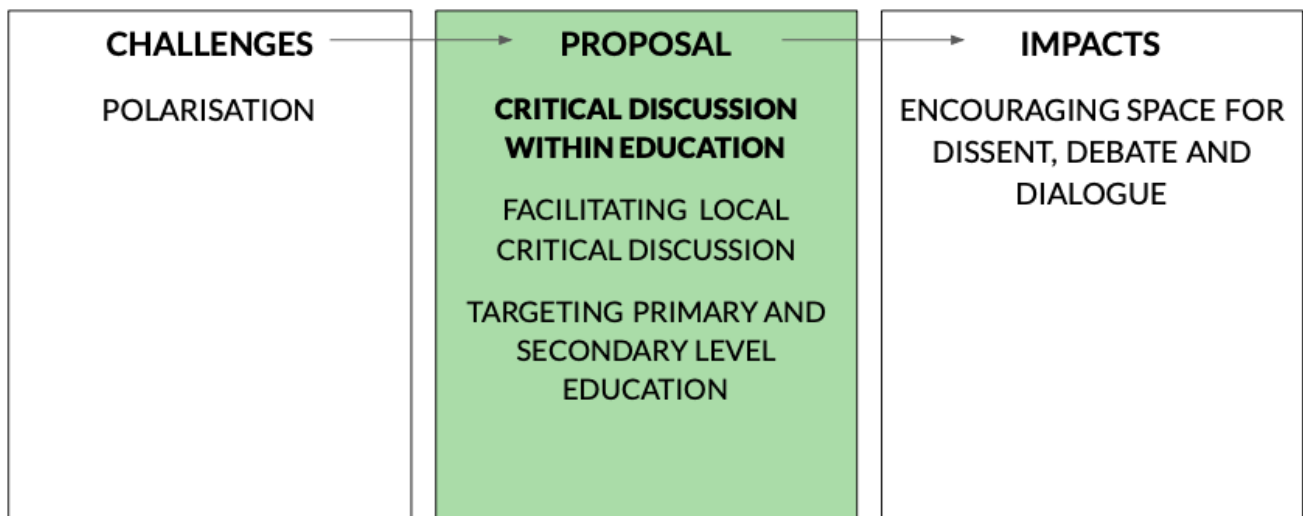 CHALLENGES
POLARISATION
PROPOSAL
CRITICAL DISCUSSION
WITHIN EDUCATION
FACILITATING LOCAL
CRITICAL DISCUSSION
TARGETING PRIMARY AND
SECONDARY LEVEL
EDUCATION
IMPACTS
ENCOURAGING SPACE FOR
DISSENT, DEBATE AND
DIALOGUE